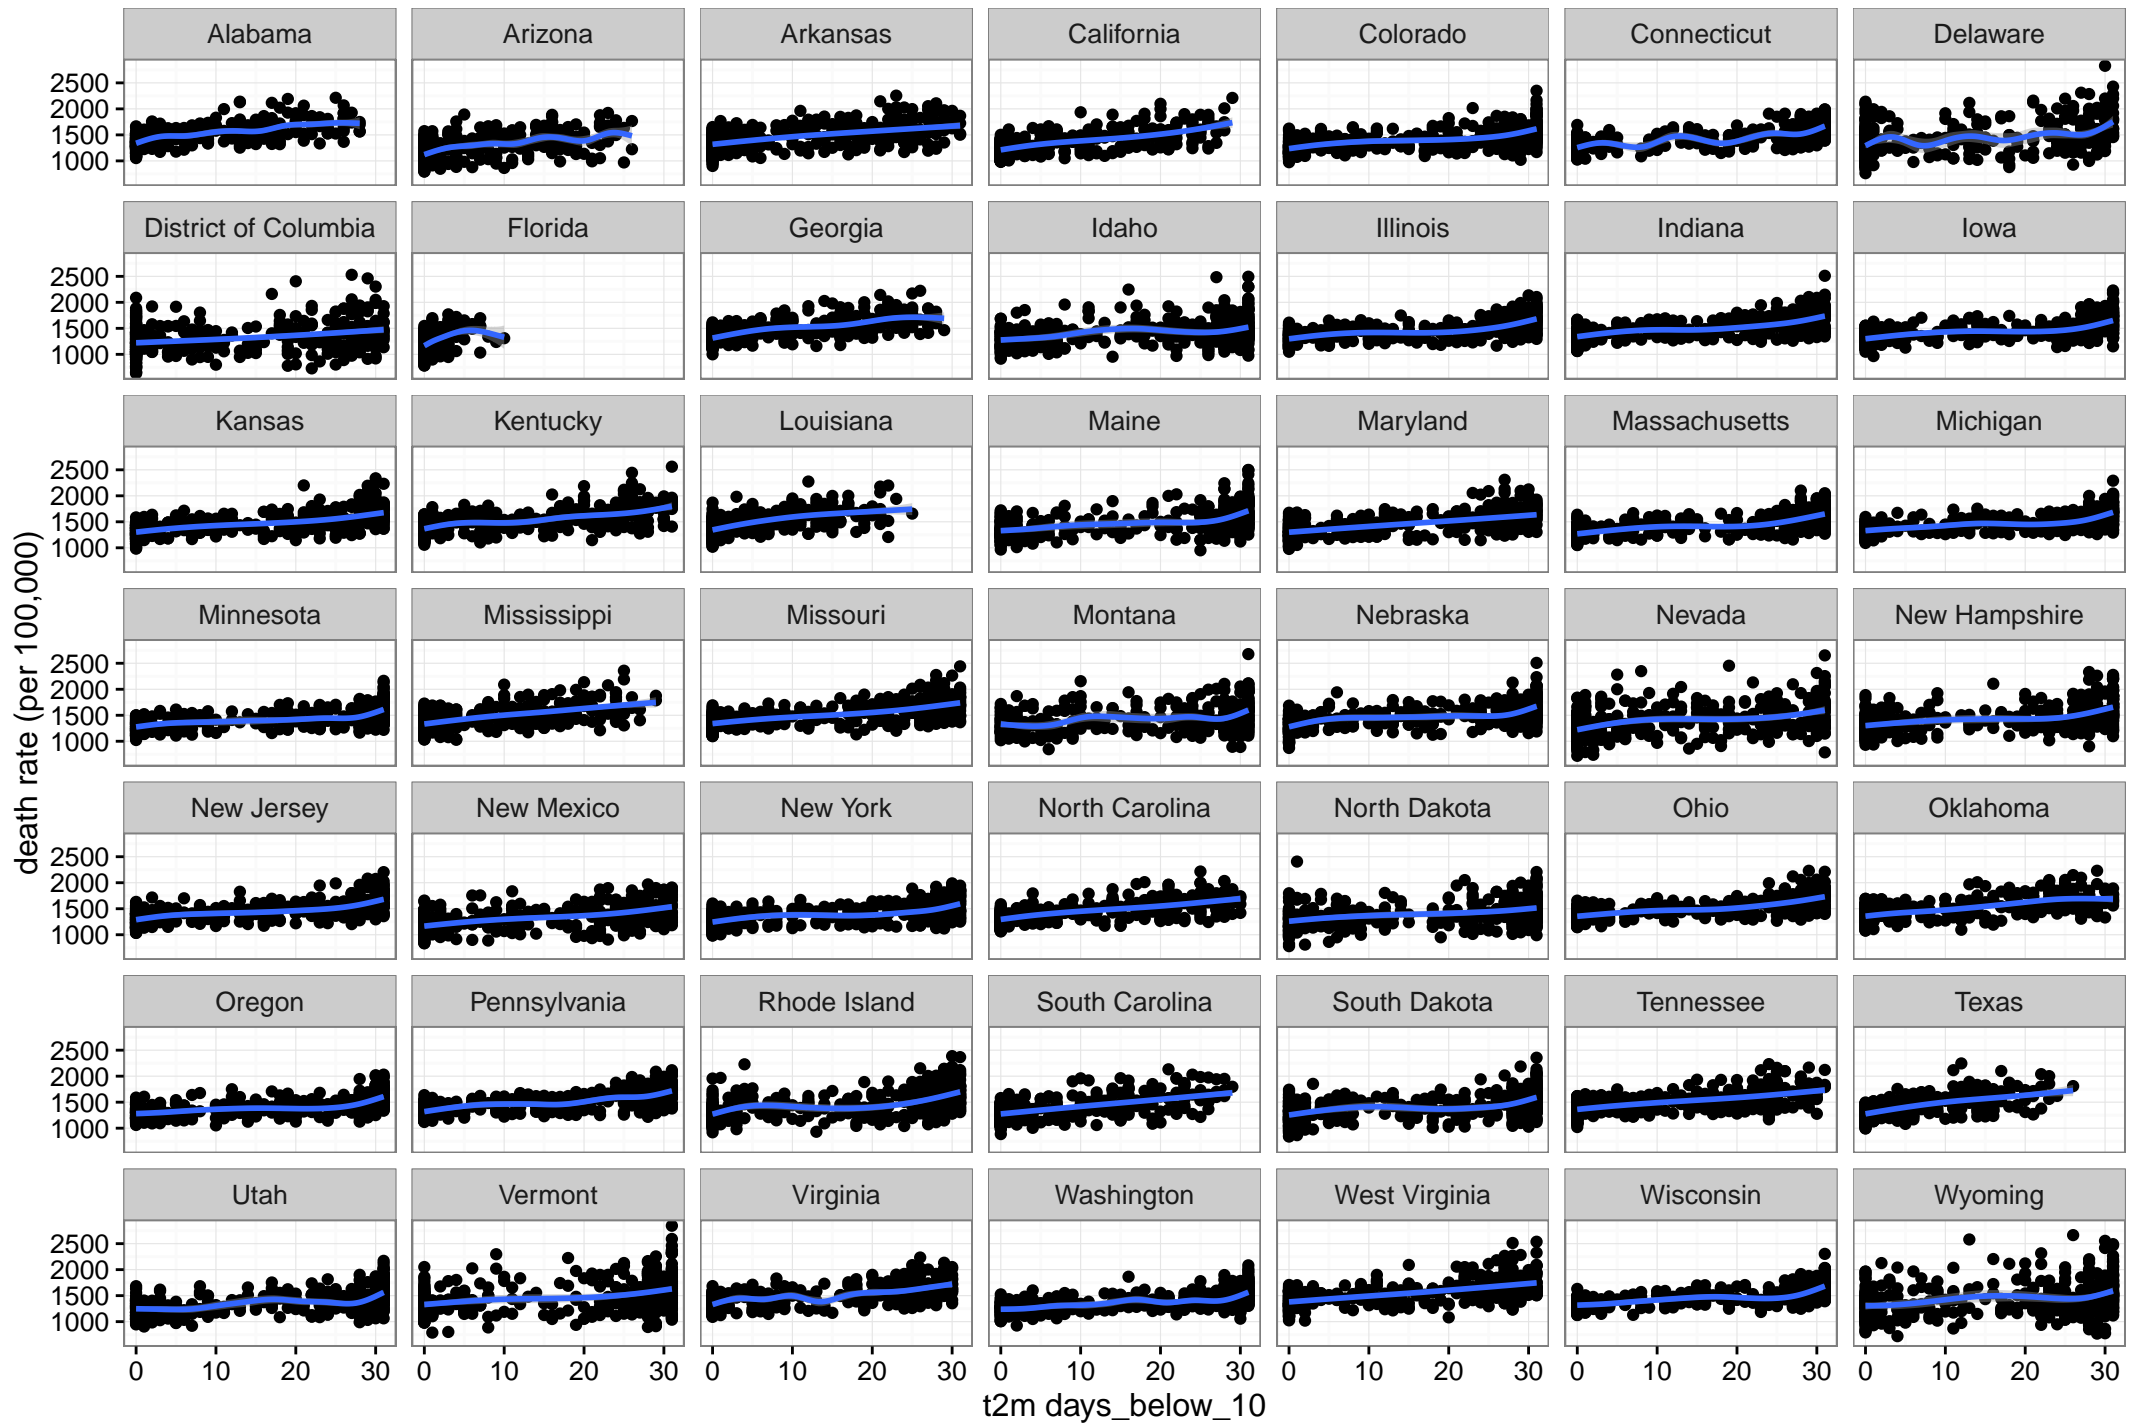 Alabama Arizona Arkansas California Colorado Connecticut Delaware
2500
2000
1500
1000
District of Columbia Florida Georgia Idaho Illinois Indiana Iowa
2500
2000
1500
1000
Kansas Kentucky Louisiana Maine Maryland Massachusetts Michigan
2500
2000
1500
1000
death rate (per 100,000)
Minnesota Mississippi Missouri Montana Nebraska Nevada New Hampshire
2500
2000
1500
1000
New Jersey New Mexico New York North Carolina North Dakota Ohio Oklahoma
2500
2000
1500
1000
Oregon Pennsylvania Rhode Island South Carolina South Dakota Tennessee Texas
2500
2000
1500
1000
Utah Vermont Virginia Washington West Virginia Wisconsin Wyoming
2500
2000
1500
1000
0 10 20 30 0 10 20 30 0 10 20 30 0 10 20 30 0 10 20 30 0 10 20 30 0 10 20 30
t2m days_below_10